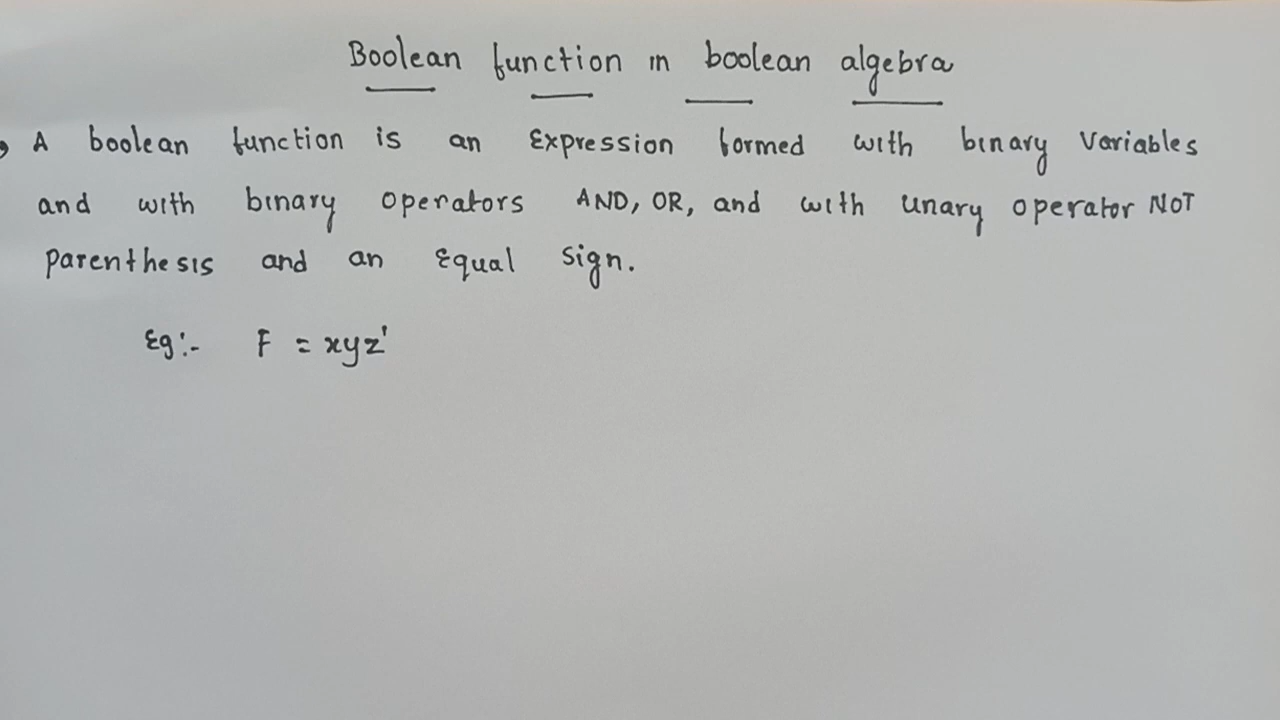 Boolean function in boolean algebra
A boolean function is an Expression formed with binary Variables
and with binary operators AND, OR, and with unary operator NOT
parenthesis and an Equal sign.
Eg:- F = xyz'